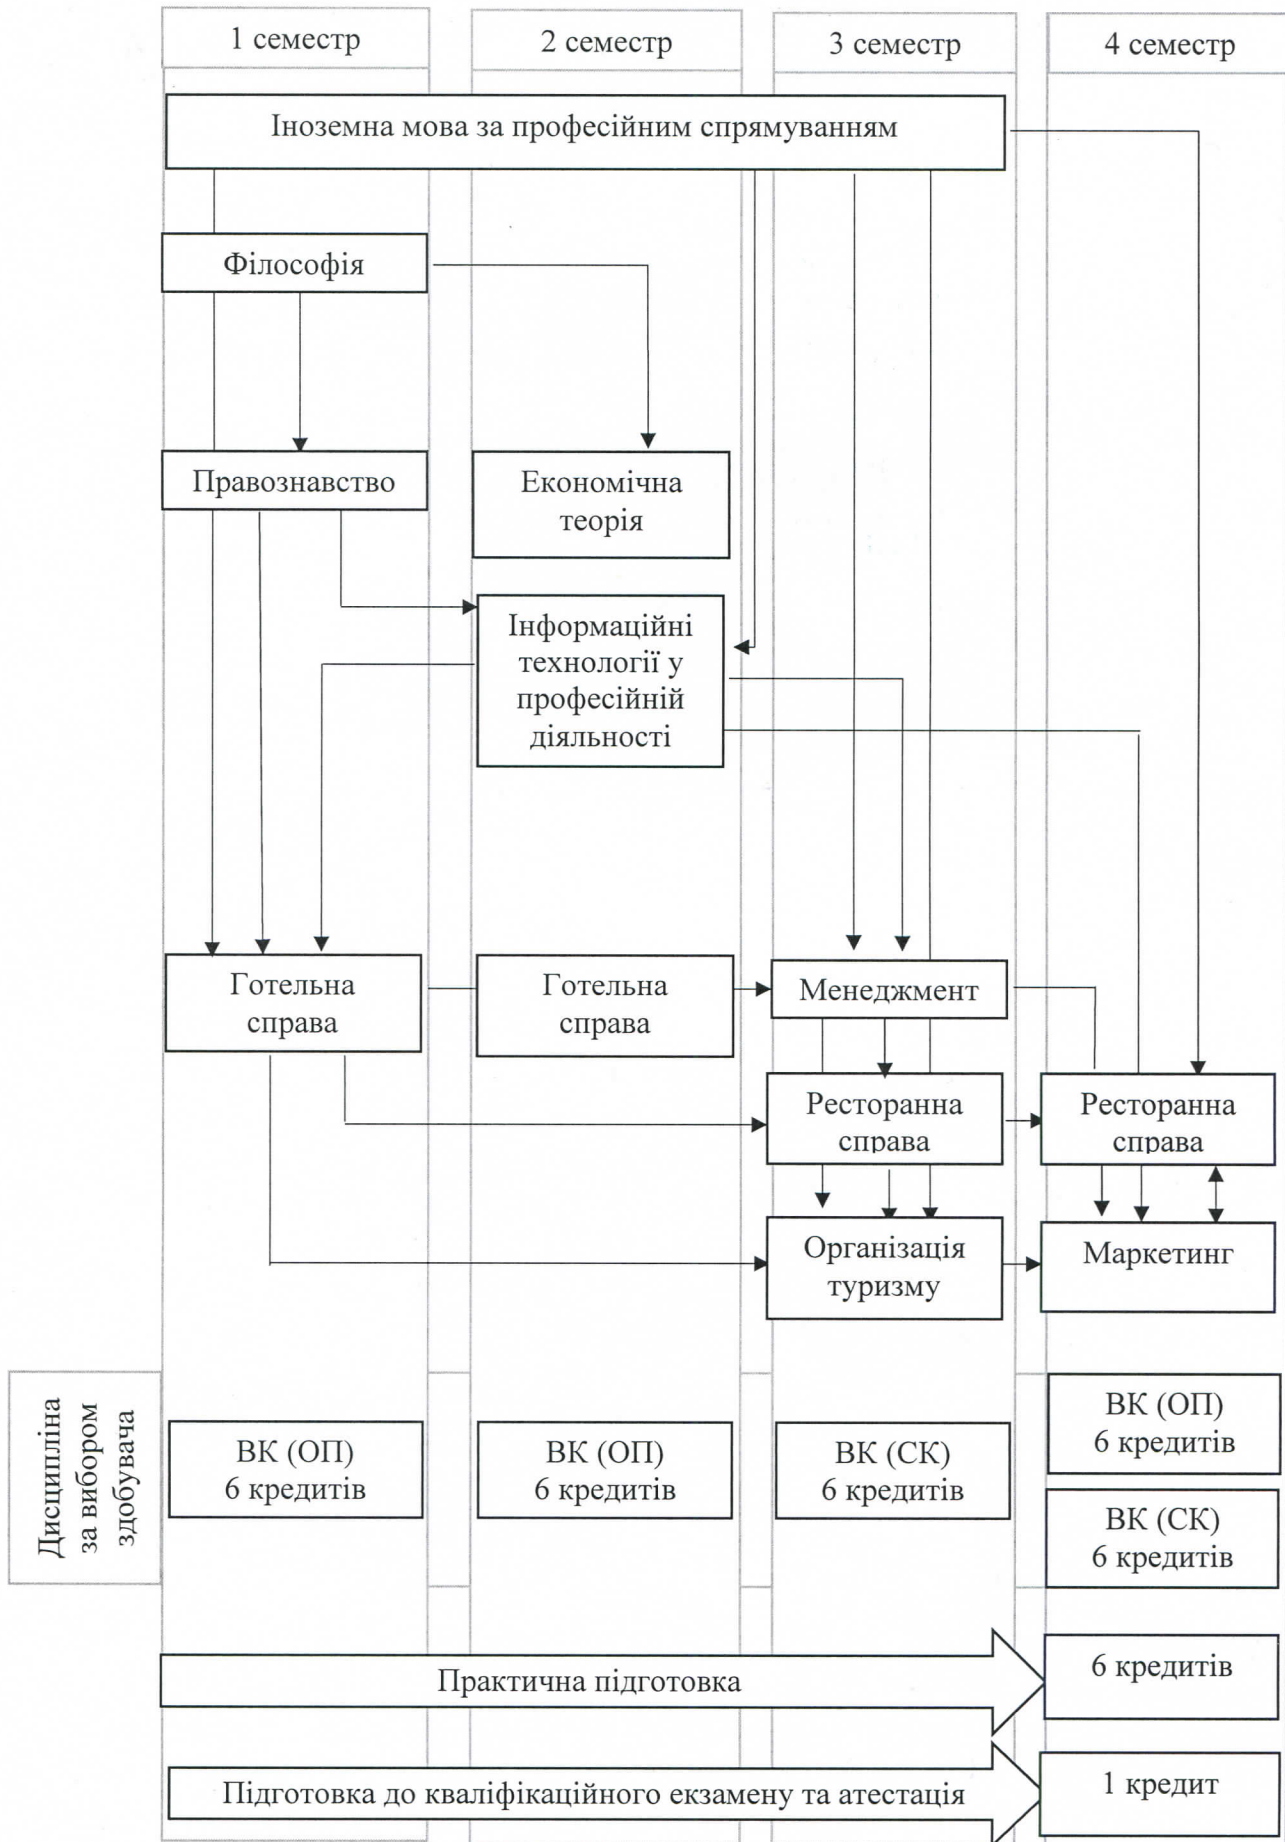 1 семестр
2 семестр
3 семестр
4 семестр
Іноземна мова за професійним спрямуванням
Філософія
Правознавство
Економічна
теорія
Інформаційні
технології у
професійній
діяльності
Готельна
справа
Готельна
справа
Менеджмент
Ресторанна
справа
Ресторанна
справа
Організація
туризму
Маркетинг
Дисципліна
за вибором
здобувача
ВК (ОП)
6 кредитів
ВК (ОП)
6 кредитів
ВК (СК)
6 кредитів
ВК (ОП)
6 кредитів
ВК (СК)
6 кредитів
Практична підготовка
6 кредитів
Підготовка до кваліфікаційного екзамену та атестація
1 кредит